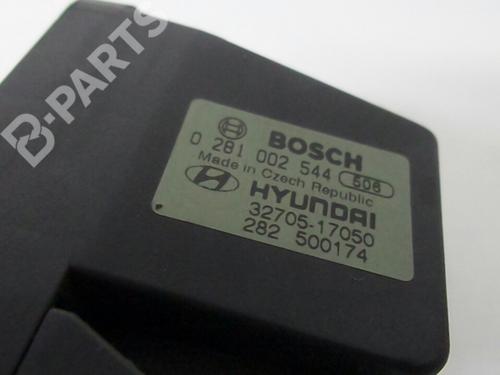 B-PARTS
BOSCH
0 281 002 544 506
Made in Czech Republic
HYUNDAI
32705-17050
282 500174